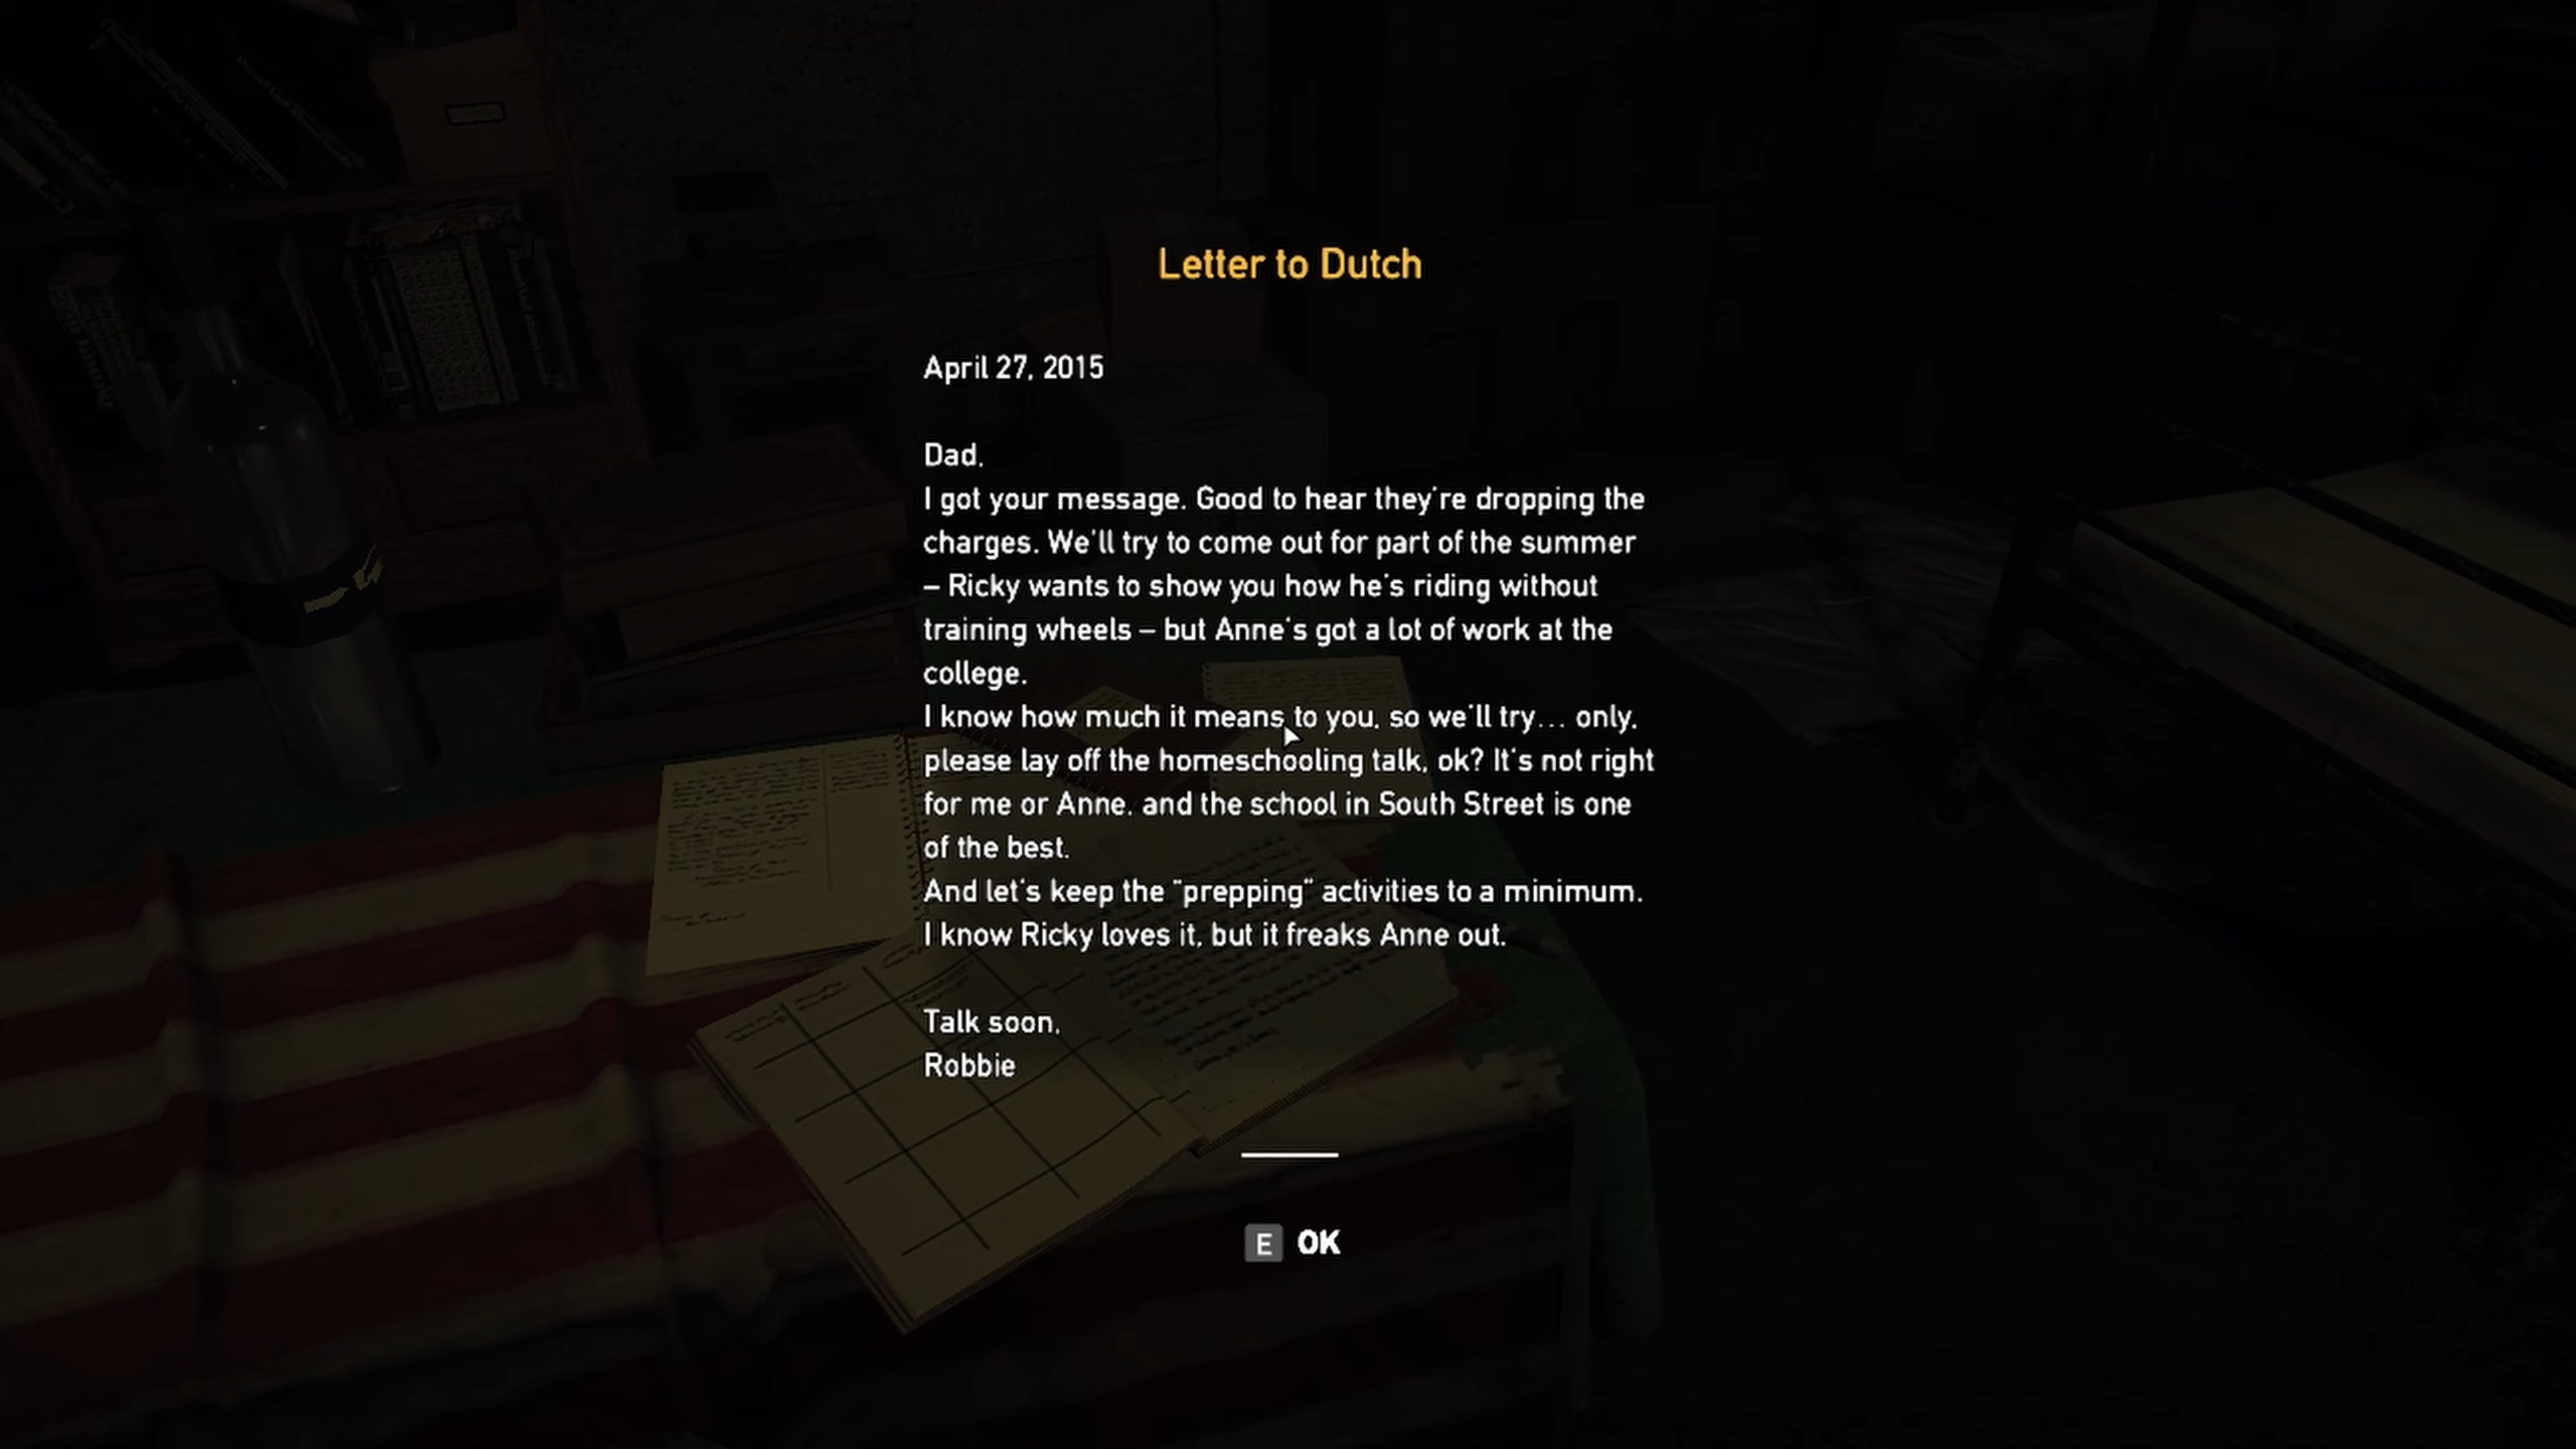 Letter to Dutch
April 27, 2015
Dad,
I got your message. Good to hear they're dropping the
charges. We'll try to come out for part of the summer
– Ricky wants to show you how he's riding without
training wheels – but Anne's got a lot of work at the
college.
I know how much it means to you, so we'll try... only,
please lay off the homeschooling talk, ok? It's not right
for me or Anne, and the school in South Street is one
of the best.
And let's keep the "prepping" activities to a minimum.
I know Ricky loves it, but it freaks Anne out.
Talk soon,
Robbie
E OK